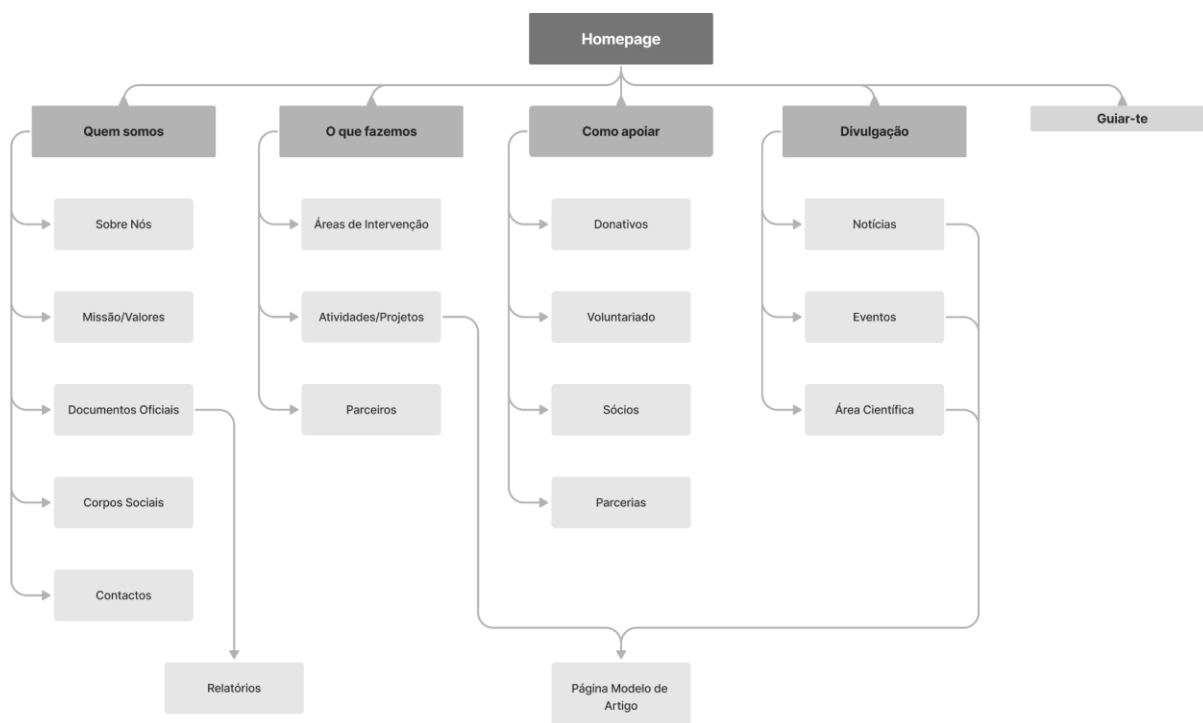 Homepage
Quem somos
O que fazemos
Como apoiar
Divulgação
Guiar-te
Sobre Nós
Áreas de Intervenção
Donativos
Notícias
Missão/Valores
Atividades/Projetos
Voluntariado
Eventos
Documentos Oficiais
Parceiros
Sócios
Área Científica
Corpos Sociais
Parcerias
Contactos
Relatórios
Página Modelo de
Artigo